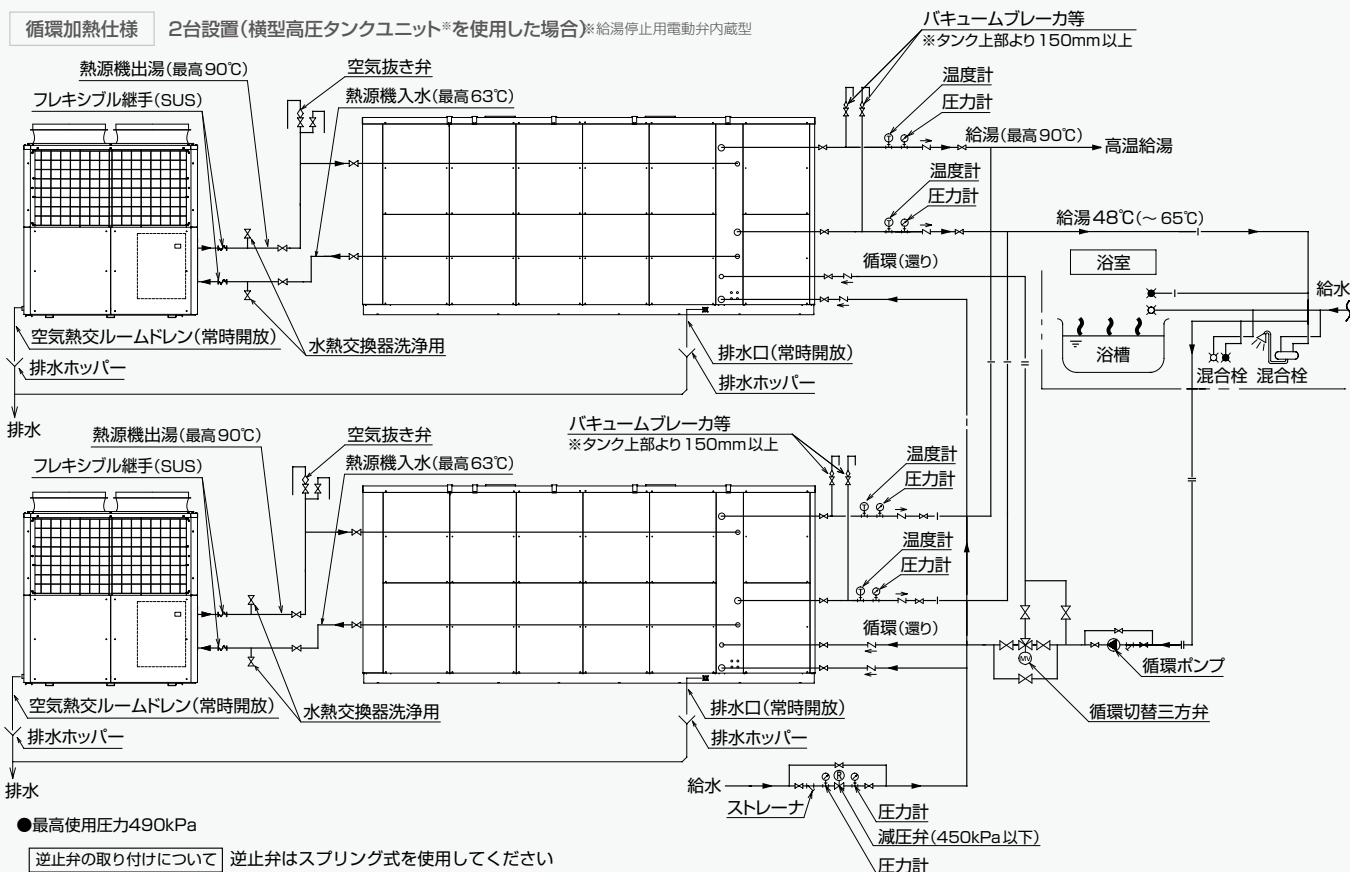 循環加熱仕様 2台設置(横型高圧タンクユニット※を使用した場合)※給湯停止用電動弁内蔵型
バキュームブレーカ等
※タンク上部より150mm以上
熱源機出湯(最高90℃)
空気抜き弁
温度計
フレキシブル継手(SUS)
熱源機入水(最高63℃)
圧力計
給湯(最高90℃)
高温給湯
温度計
圧力計
給湯48℃(～65℃)
循環(還り)
浴室
給水
空気熱交ルームドレン(常時開放)
水熱交換器洗浄用
排水口(常時開放)
浴槽
排水ホッパー
排水ホッパー
混合栓 混合栓
排水
バキュームブレーカ等
※タンク上部より150mm以上
熱源機出湯(最高90℃)
空気抜き弁
フレキシブル継手(SUS)
熱源機入水(最高63℃)
温度計
圧力計
温度計
圧力計
循環(還り)
MV
循環ポンプ
空気熱交ルームドレン(常時開放)
水熱交換器洗浄用
排水口(常時開放)
循環切替三方弁
排水ホッパー
排水ホッパー
排水
給水
R
ストレーナ
圧力計
減圧弁(450kPa以下)
圧力計
●最高使用圧力490kPa
逆止弁の取り付けについて 逆止弁はスプリング式を使用してください